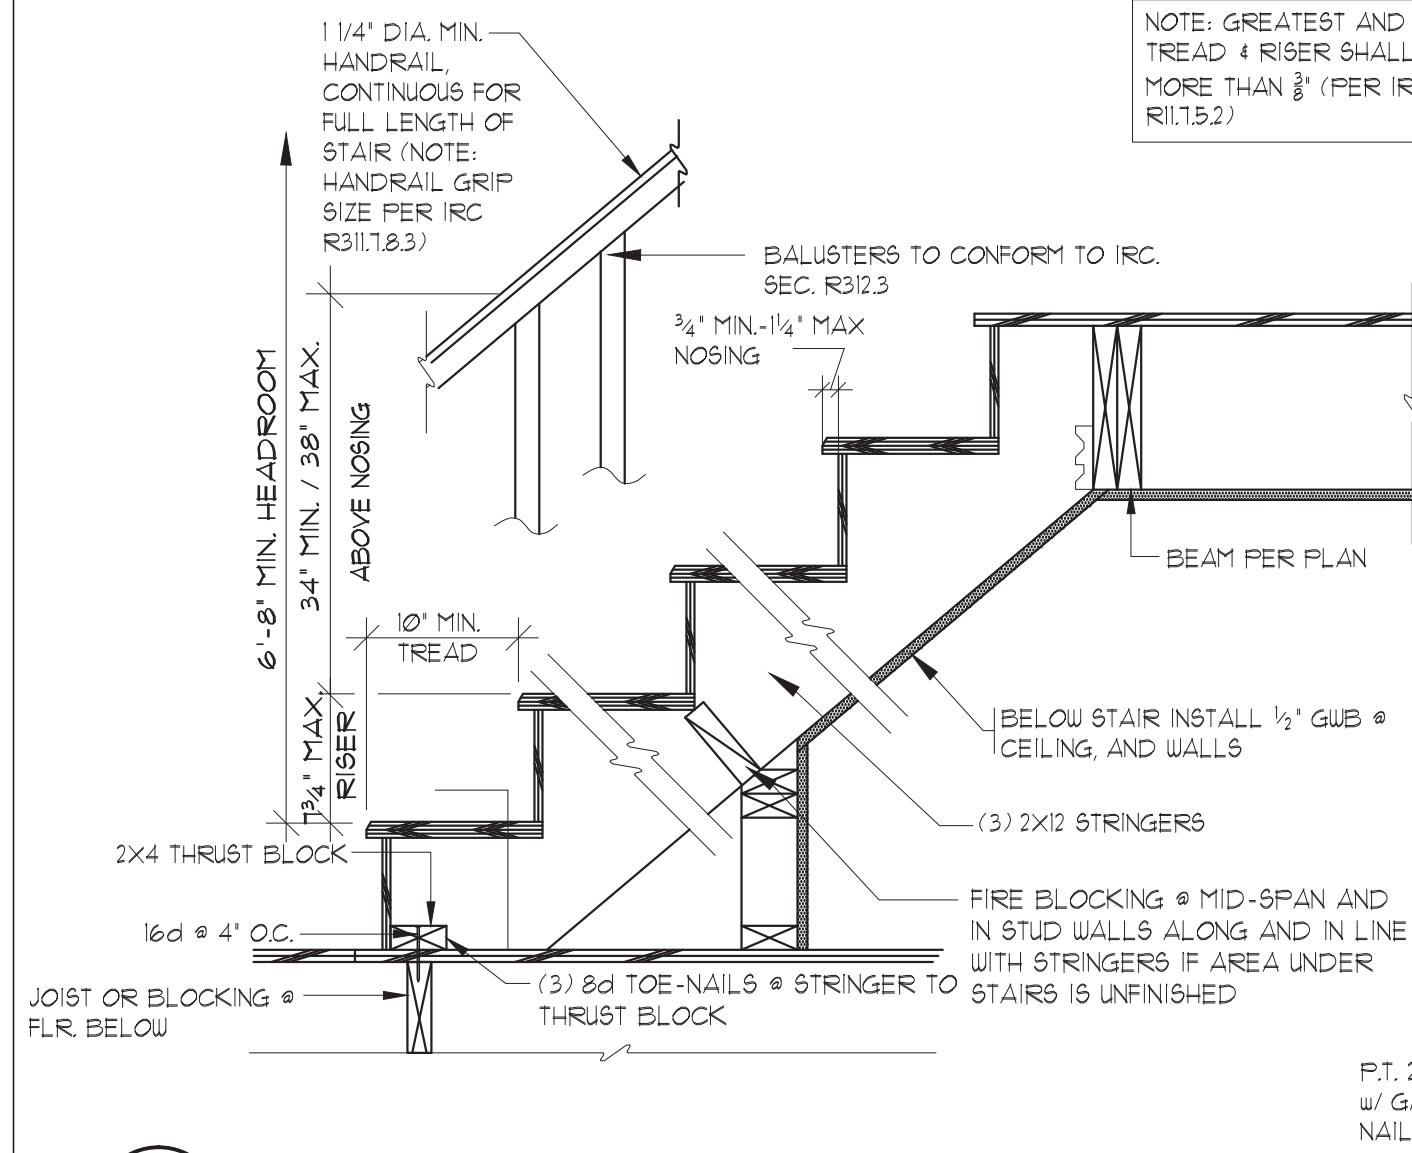 1 1/4" DIA. MIN.
HANDRAIL,
CONTINUOUS FOR
FULL LENGTH OF
STAIR (NOTE:
HANDRAIL GRIP
SIZE PER IRC
R311.7.8.3)
NOTE: GREATEST AND
TREAD & RISER SHALL
MORE THAN 3/8" (PER IR
R11.7.5.2)
BALUSTERS TO CONFORM TO IRC.
SEC. R312.3
3/4" MIN.-1 1/4" MAX
NOSING
6'-8" MIN. HEADROOM
34" MIN. / 38" MAX.
ABOVE NOSING
10" MIN.
TREAD
7 3/4" MAX.
RISER
BEAM PER PLAN
BELOW STAIR INSTALL 1/2" GWB @
CEILING, AND WALLS
(3) 2X12 STRINGERS
2X4 THRUST BLOCK
16d @ 4" O.C.
JOIST OR BLOCKING @
FLR. BELOW
(3) 8d TOE-NAILS @ STRINGER TO
THRUST BLOCK
FIRE BLOCKING @ MID-SPAN AND
IN STUD WALLS ALONG AND IN LINE
WITH STRINGERS IF AREA UNDER
STAIRS IS UNFINISHED
P.T. 2
w/ G
NAIL